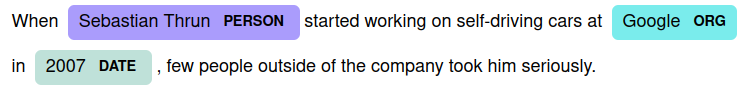 When Sebastian Thrun PERSON started working on self-driving cars at Google ORG
in 2007 DATE , few people outside of the company took him seriously.